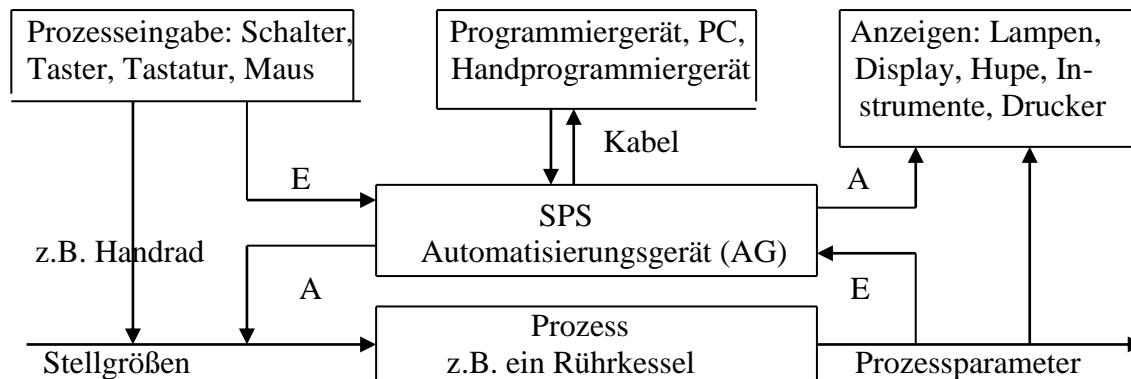 Prozesseingabe: Schalter,
Taster, Tastatur, Maus
Programmiergerät, PC,
Handprogrammiergerät
Anzeigen: Lampen,
Display, Hupe, In-
strumente, Drucker
Kabel
E
A
SPS
Automatisierungsgerät (AG)
z.B. Handrad
A
E
Prozess
z.B. ein Rührkessel
Stellgrößen
Prozessparameter